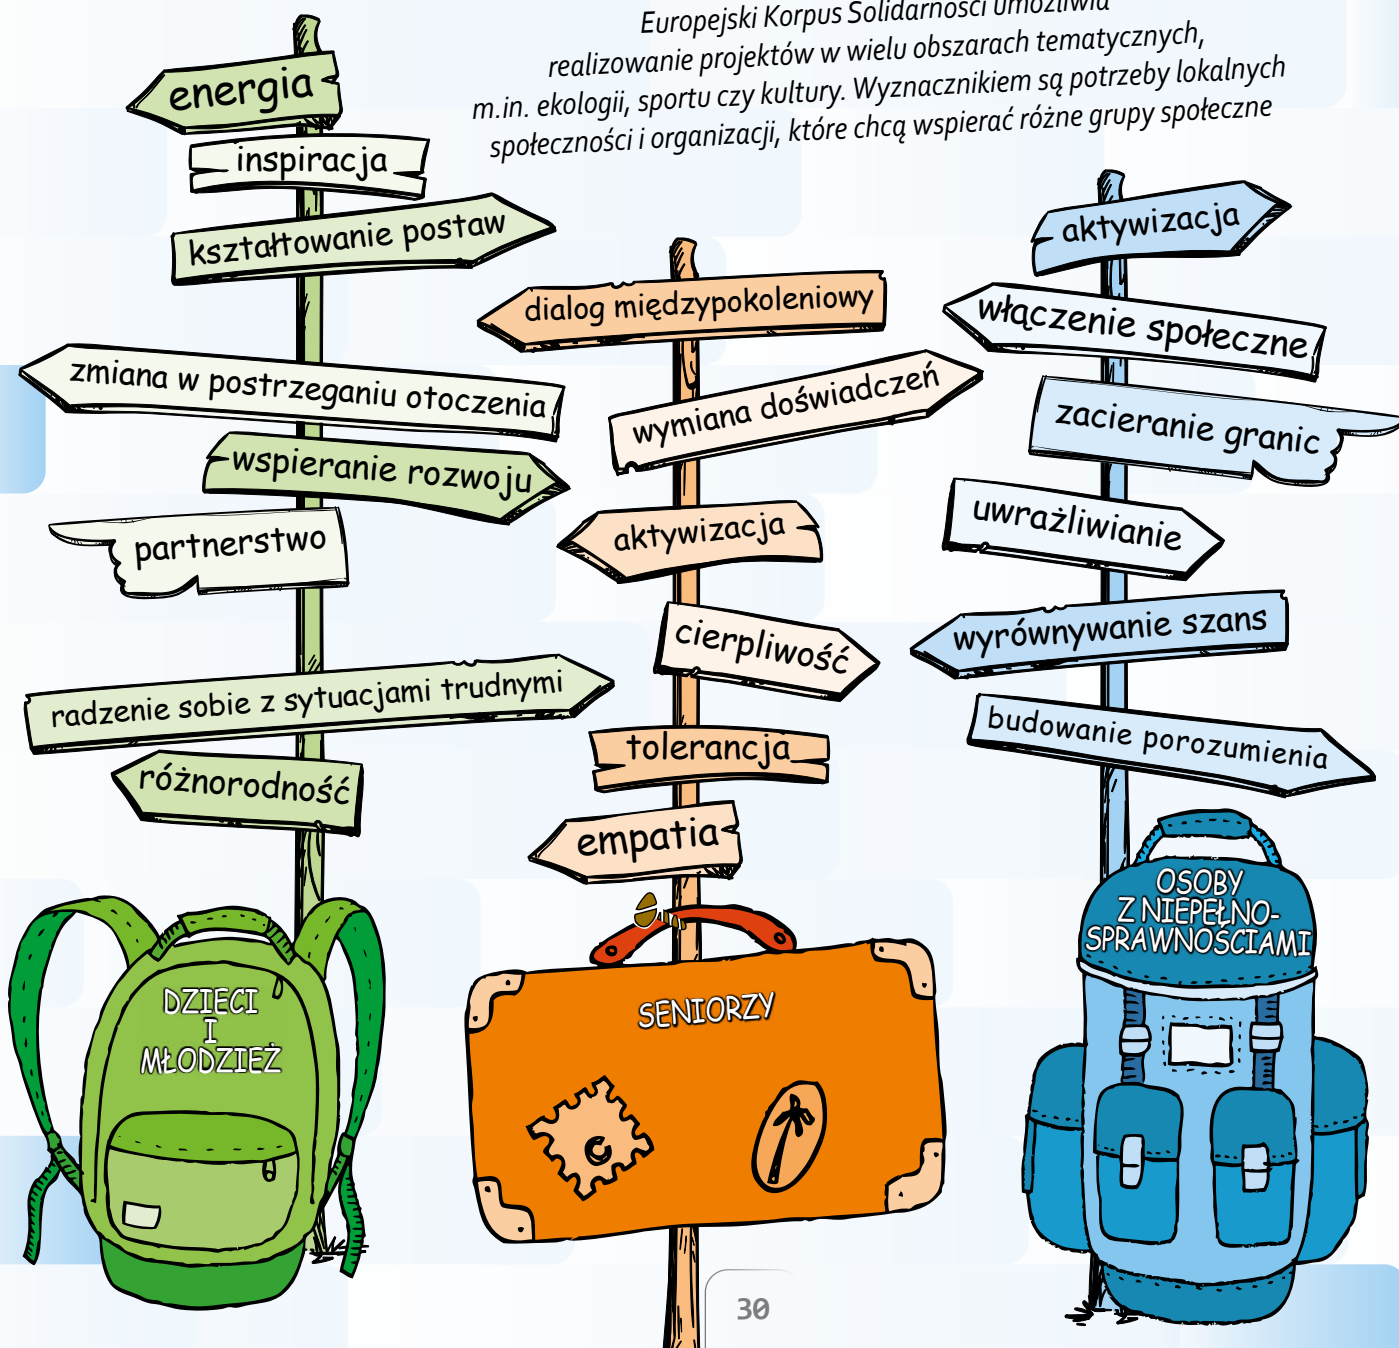 Europejski Korpus Solidarności umożliwia
realizowanie projektów w wielu obszarach tematycznych,
m.in. ekologii, sportu czy kultury. Wyznacznikiem są potrzeby lokalnych
społeczności i organizacji, które chcą wspierać różne grupy społeczne
energia
inspiracja
kształtowanie postaw
zmiana w postrzeganiu otoczenia
wspieranie rozwoju
partnerstwo
radzenie sobie z sytuacjami trudnymi
różnorodność
DZIECI
I
MŁODZIEŻ
dialog międzypokoleniowy
wymiana doświadczeń
aktywizacja
cierpliwość
tolerancja
empatia
SENIORZY
aktywizacja
włączenie społeczne
zacieranie granic
uwrażliwianie
wyrównywanie szans
budowanie porozumienia
OSOBY
Z NIEPEŁNO-
SPRAWNOŚCIAMI
30